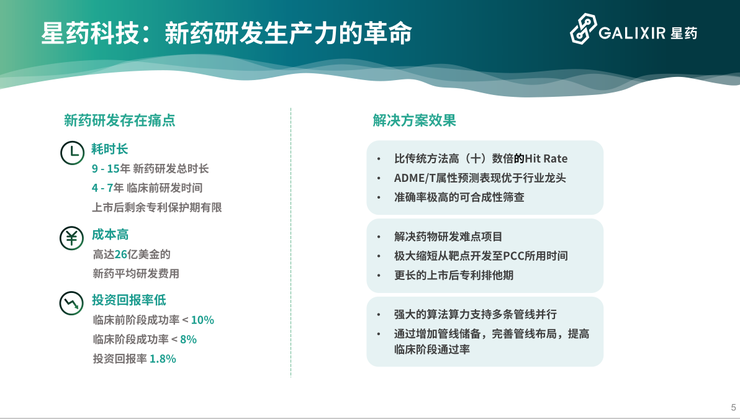 星药科技：新药研发生产力的革命
GALIXIR 星药
新药研发存在痛点
耗时长
9 - 15年 新药研发总时长
4 - 7年 临床前研发时间
上市后剩余专利保护期有限
成本高
高达26亿美金的
新药平均研发费用
投资回报率低
临床前阶段成功率 < 10%
临床阶段成功率 < 8%
投资回报率 1.8%
解决方案效果
• 比传统方法高（十）数倍的Hit Rate
• ADME/T属性预测表现优于行业龙头
• 准确率极高的可合成性筛查
• 解决药物研发难点项目
• 极大缩短从靶点开发至PCC所用时间
• 更长的上市后专利排他期
• 强大的算法算力支持多条管线并行
• 通过增加管线储备，完善管线布局，提高
临床阶段通过率
5